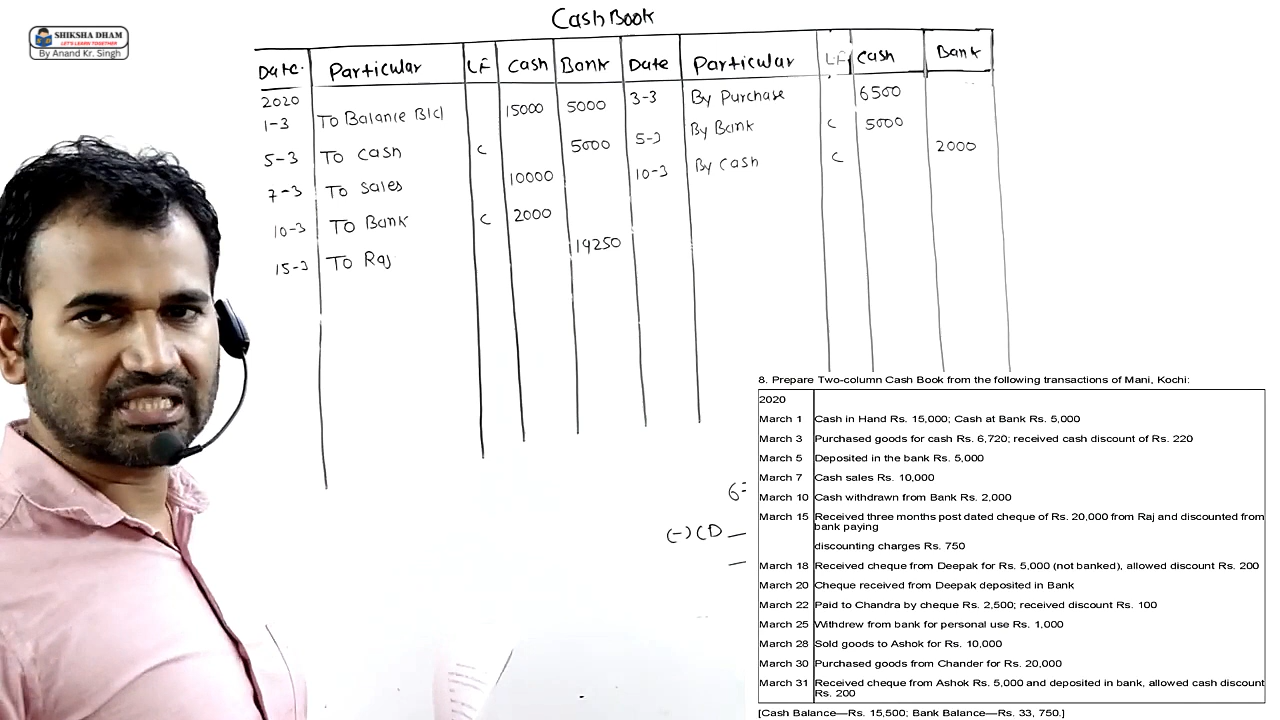 SHIKSHA DHAM
LET'S LEARN TOGETHER
By Anand Kr. Singh
Cash Book
Date. Particular LF Cash Bank Date Particular LF Cash Bank
2020
1-3 To Balance B/d 15000 5000 3-3 By Purchase 6500
5-3 To Cash C 5000 5-3 By Bank C 5000
7-3 To Sales 10000 10-3 By Cash C 2000
10-3 To Bank C 2000
15-3 To Raj 19250
(-) CD
8. Prepare Two-column Cash Book from the following transactions of Mani, Kochi:
2020
March 1 Cash in Hand Rs. 15,000; Cash at Bank Rs. 5,000
March 3 Purchased goods for cash Rs. 6,720; received cash discount of Rs. 220
March 5 Deposited in the bank Rs. 5,000
March 7 Cash sales Rs. 10,000
March 10 Cash withdrawn from Bank Rs. 2,000
March 15 Received three months post dated cheque of Rs. 20,000 from Raj and discounted from
bank paying
discounting charges Rs. 750
March 18 Received cheque from Deepak for Rs. 5,000 (not banked), allowed discount Rs. 200
March 20 Cheque received from Deepak deposited in Bank
March 22 Paid to Chandra by cheque Rs. 2,500; received discount Rs. 100
March 25 Withdrew from bank for personal use Rs. 1,000
March 28 Sold goods to Ashok for Rs. 10,000
March 30 Purchased goods from Chander for Rs. 20,000
March 31 Received cheque from Ashok Rs. 5,000 and deposited in bank, allowed cash discount
Rs. 200
[Cash Balance—Rs. 15,500; Bank Balance—Rs. 33, 750.]